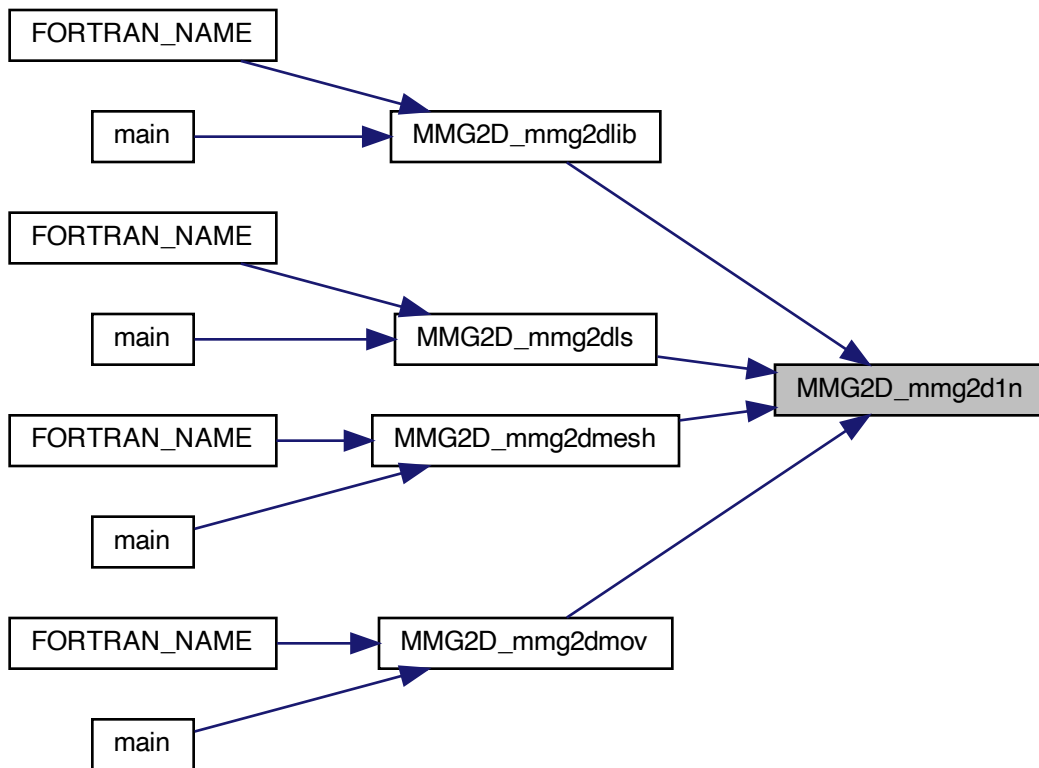 FORTRAN_NAME
main
MMG2D_mmg2dlib
FORTRAN_NAME
main
MMG2D_mmg2dls
MMG2D_mmg2d1n
FORTRAN_NAME
MMG2D_mmg2dmesh
main
FORTRAN_NAME
MMG2D_mmg2dmov
main